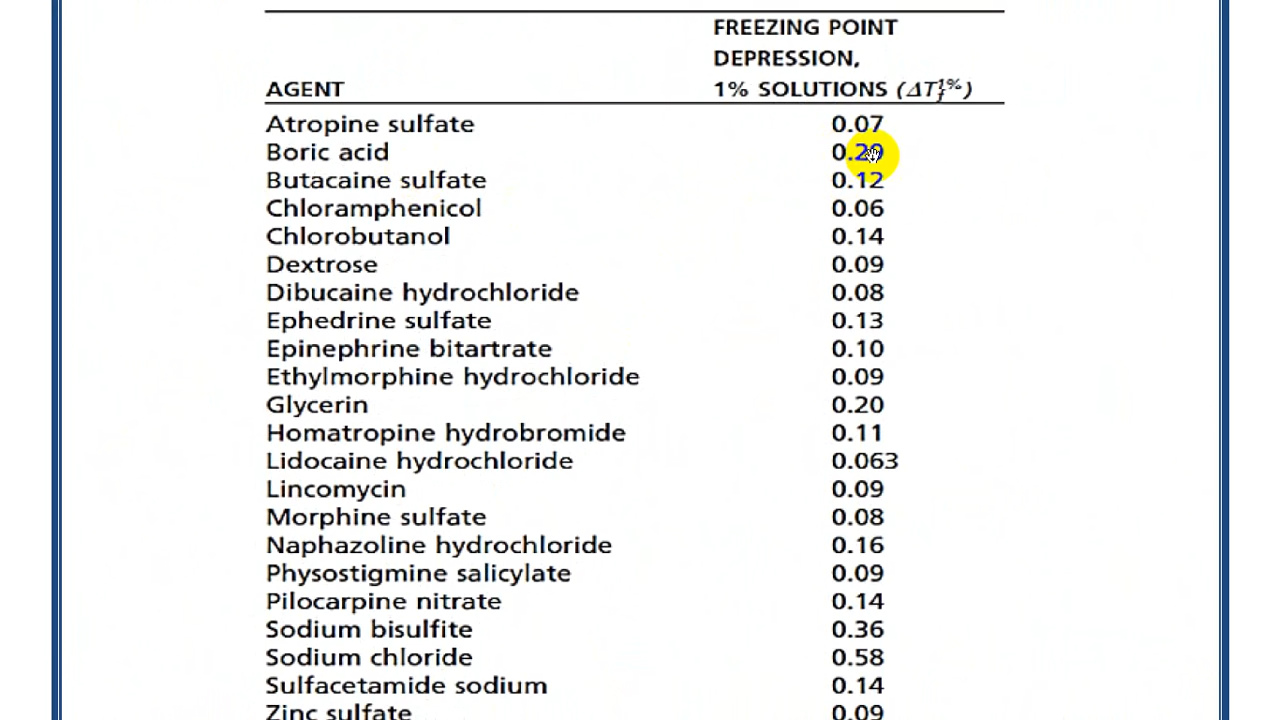 FREEZING POINT
DEPRESSION,
AGENT 1% SOLUTIONS (ΔT_f^1%)
Atropine sulfate 0.07
Boric acid 0.29
Butacaine sulfate 0.12
Chloramphenicol 0.06
Chlorobutanol 0.14
Dextrose 0.09
Dibucaine hydrochloride 0.08
Ephedrine sulfate 0.13
Epinephrine bitartrate 0.10
Ethylmorphine hydrochloride 0.09
Glycerin 0.20
Homatropine hydrobromide 0.11
Lidocaine hydrochloride 0.063
Lincomycin 0.09
Morphine sulfate 0.08
Naphazoline hydrochloride 0.16
Physostigmine salicylate 0.09
Pilocarpine nitrate 0.14
Sodium bisulfite 0.36
Sodium chloride 0.58
Sulfacetamide sodium 0.14
Zinc sulfate 0.09